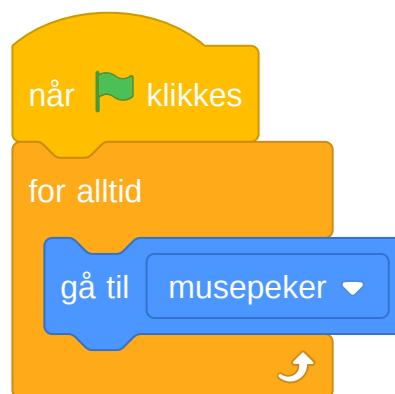 når klikkes
for alltid
gå til musepeker